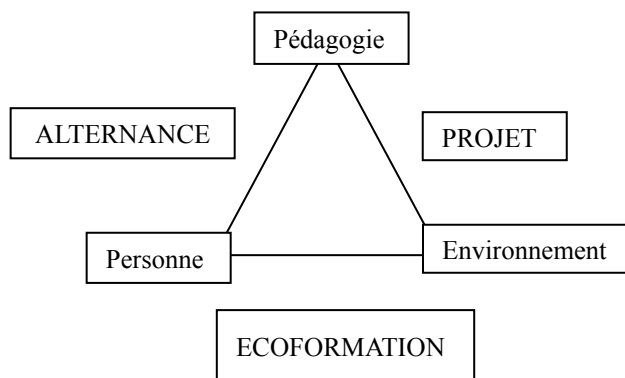 Pédagogie
ALTERNANCE
PROJET
Personne
Environnement
ECOFORMATION